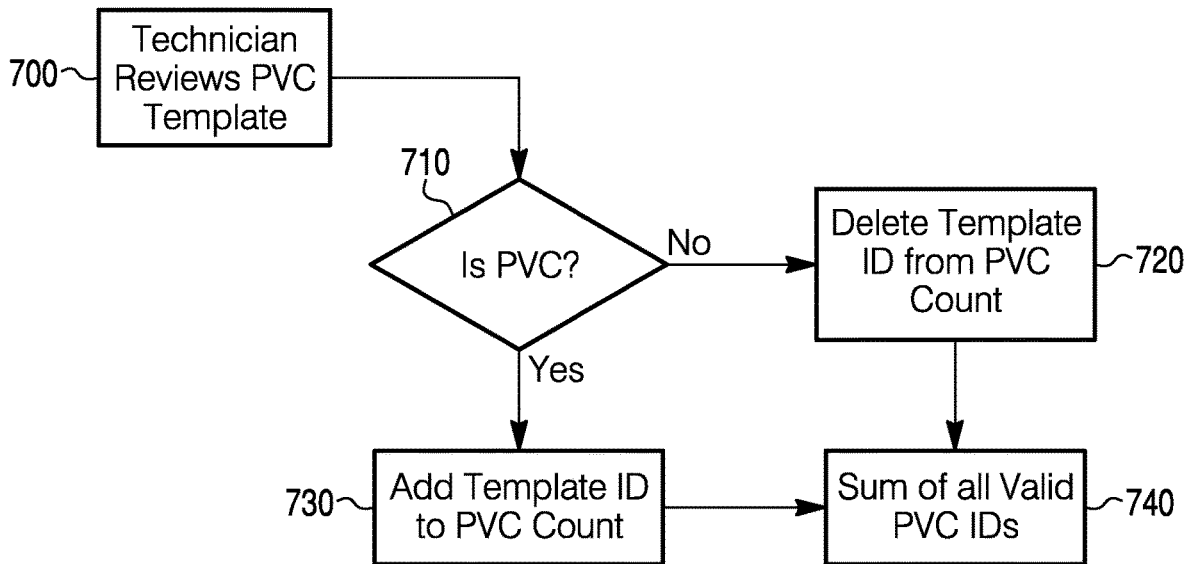 700
Technician
Reviews PVC
Template
710
Is PVC?
No
Delete Template
ID from PVC
Count
720
Yes
730
Add Template ID
to PVC Count
Sum of all Valid
PVC IDs
740